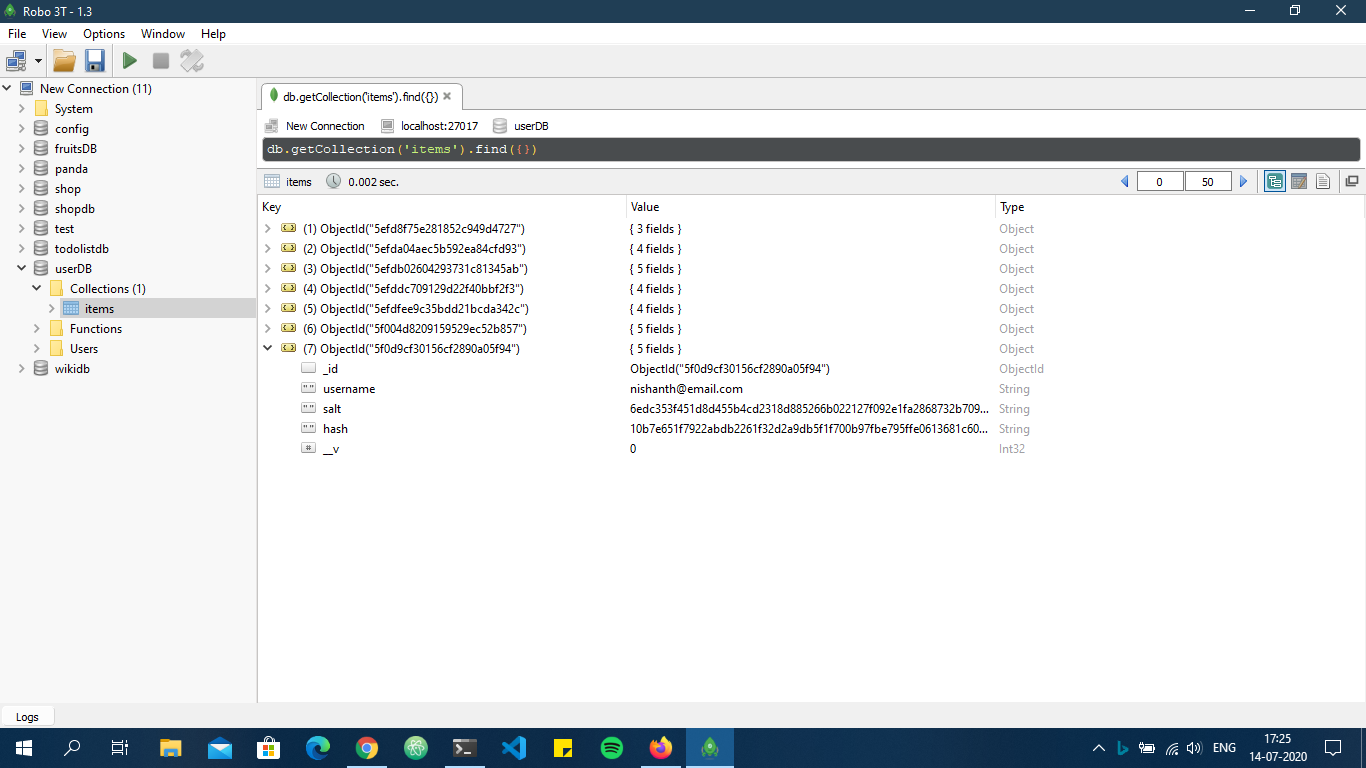 Robo 3T - 1.3
File View Options Window Help
New Connection (11)
System
config
fruitsDB
panda
shop
shopdb
test
todolistdb
userDB
Collections (1)
items
Functions
Users
wikidb
db.getCollection('items').find({})
New Connection localhost:27017 userDB
db.getCollection('items').find({})
items 0.002 sec. 0 50
Key Value Type
(1) ObjectId("5efd8f75e281852c949d4727") { 3 fields } Object
(2) ObjectId("5efda04aec5b592ea84cfd93") { 4 fields } Object
(3) ObjectId("5efdb02604293731c81345ab") { 5 fields } Object
(4) ObjectId("5efddc709129d22f40bbf2f3") { 4 fields } Object
(5) ObjectId("5efdfee9c35bdd21bcda342c") { 4 fields } Object
(6) ObjectId("5f004d8209159529ec52b857") { 5 fields } Object
(7) ObjectId("5f0d9cf30156cf2890a05f94") { 5 fields } Object
_id ObjectId("5f0d9cf30156cf2890a05f94") ObjectId
username nishanth@email.com String
salt 6edc353f451d8d455b4cd2318d885266b022127f092e1fa2868732b709... String
hash 10b7e651f7922abdb2261f32d2a9db5f1f700b97fbe795ffe0613681c60... String
__v 0 Int32
Logs
ENG
17:25
14-07-2020